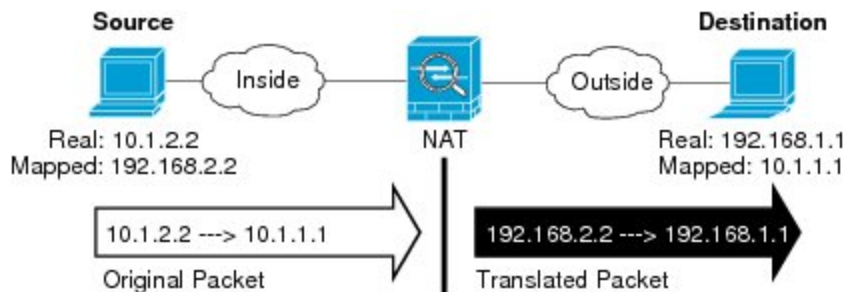 Source
Destination
Inside
Outside
NAT
Real: 10.1.2.2
Mapped: 192.168.2.2
Real: 192.168.1.1
Mapped: 10.1.1.1
10.1.2.2 ---> 10.1.1.1
192.168.2.2 ---> 192.168.1.1
Original Packet
Translated Packet